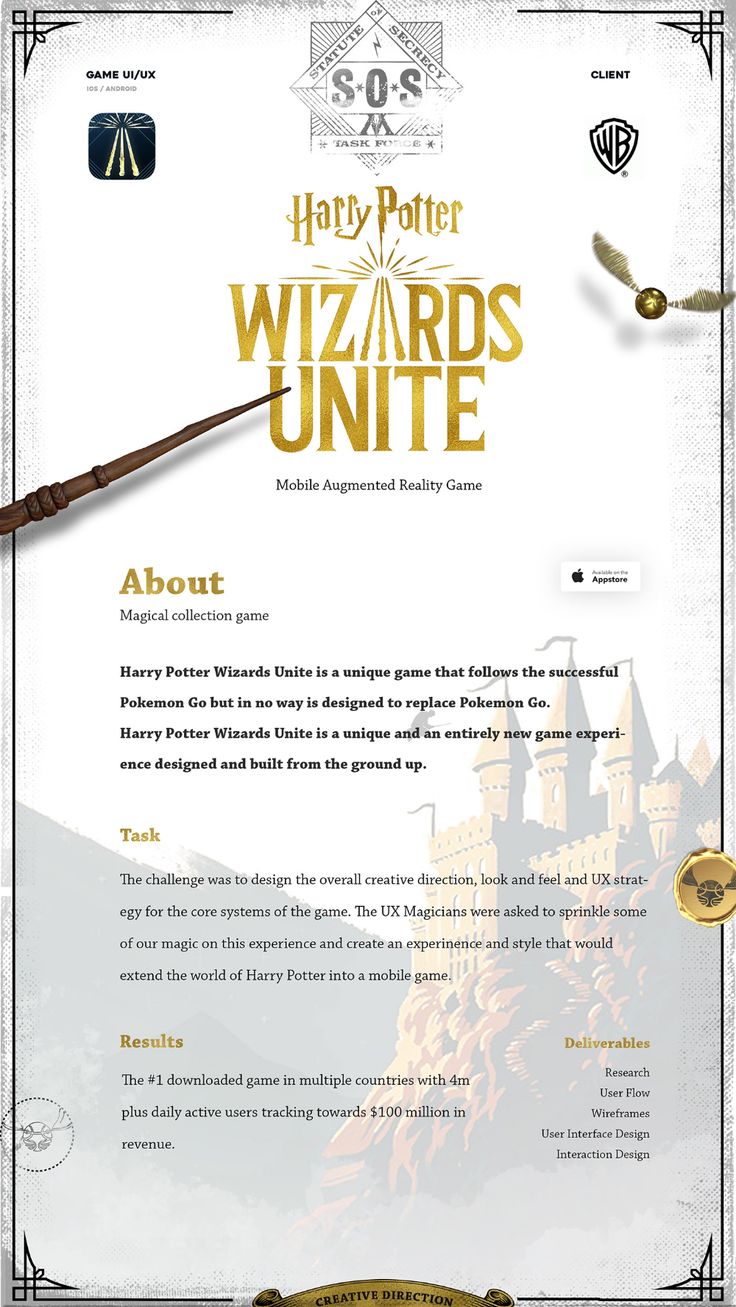 STATUTE OF SECRECY
S*O*S
* TASK FORCE *
GAME UI/UX
IOS / ANDROID
CLIENT
WB
®
Harry Potter
WIZARDS
UNITE
Mobile Augmented Reality Game
About
Magical collection game
Available on the
Appstore
Harry Potter Wizards Unite is a unique game that follows the successful
Pokemon Go but in no way is designed to replace Pokemon Go.
Harry Potter Wizards Unite is a unique and an entirely new game experi-
ence designed and built from the ground up.
Task
The challenge was to design the overall creative direction, look and feel and UX strat-
egy for the core systems of the game. The UX Magicians were asked to sprinkle some
of our magic on this experience and create an experinence and style that would
extend the world of Harry Potter into a mobile game.
Results
The #1 downloaded game in multiple countries with 4m
plus daily active users tracking towards $100 million in
revenue.
Deliverables
Research
User Flow
Wireframes
User Interface Design
Interaction Design
CREATIVE DIRECTION